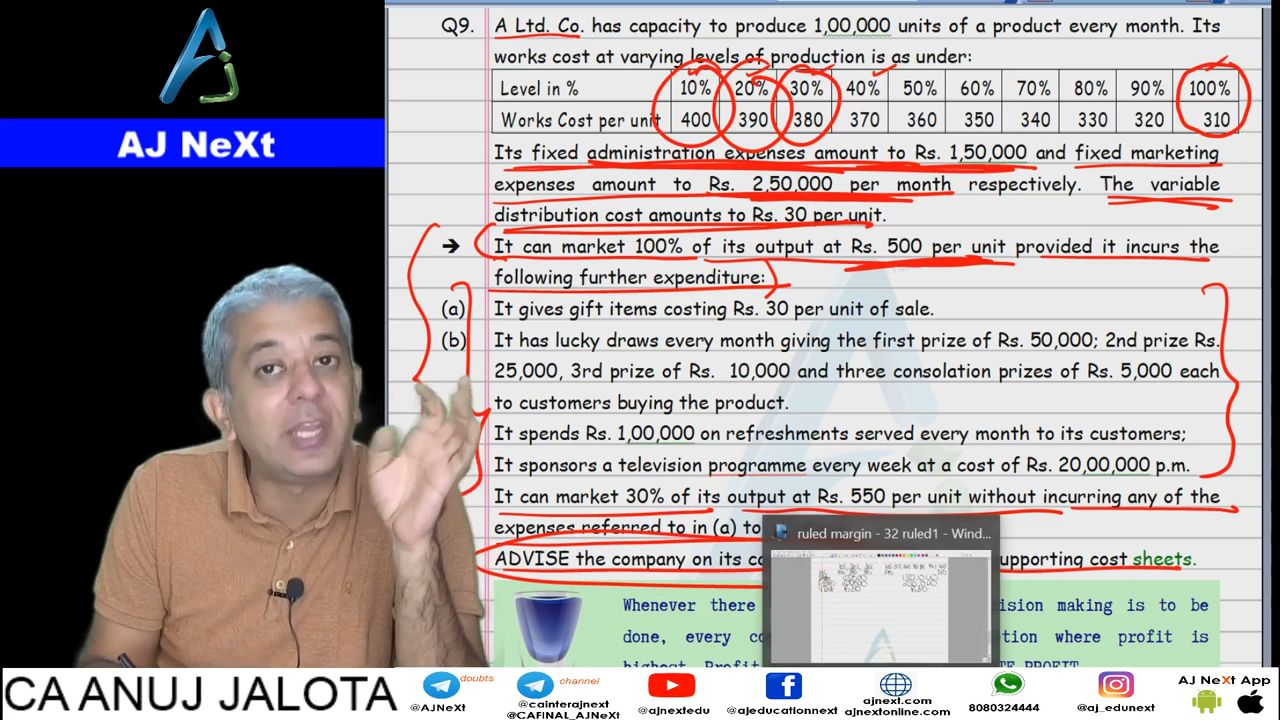 AJ NeXt
Q9. A Ltd. Co. has capacity to produce 1,00,000 units of a product every month. Its
works cost at varying levels of production is as under:
Level in % 10% 20% 30% 40% 50% 60% 70% 80% 90% 100%
Works Cost per unit 400 390 380 370 360 350 340 330 320 310
Its fixed administration expenses amount to Rs. 1,50,000 and fixed marketing
expenses amount to Rs. 2,50,000 per month respectively. The variable
distribution cost amounts to Rs. 30 per unit.
➔ It can market 100% of its output at Rs. 500 per unit provided it incurs the
following further expenditure:
(a) It gives gift items costing Rs. 30 per unit of sale.
(b) It has lucky draws every month giving the first prize of Rs. 50,000; 2nd prize Rs.
25,000, 3rd prize of Rs. 10,000 and three consolation prizes of Rs. 5,000 each
to customers buying the product.
It spends Rs. 1,00,000 on refreshments served every month to its customers;
It sponsors a television programme every week at a cost of Rs. 20,00,000 p.m.
It can market 30% of its output at Rs. 550 per unit without incurring any of the
expenses referred to in (a) to
ruled margin - 32 ruled1 - Wind...
ADVISE the company on its supporting cost sheets.
Whenever there decision making is to be
done, every where profit is
highest.
CA ANUJ JALOTA
doubts
@AJNeXt
channel
@cainterajnext
@CAFINAL_AJNeXt
@ajnextedu
@ajeducationnext
ajnext.com
ajnextonline.com
8080324444
@aj_edunext
AJ NeXt App